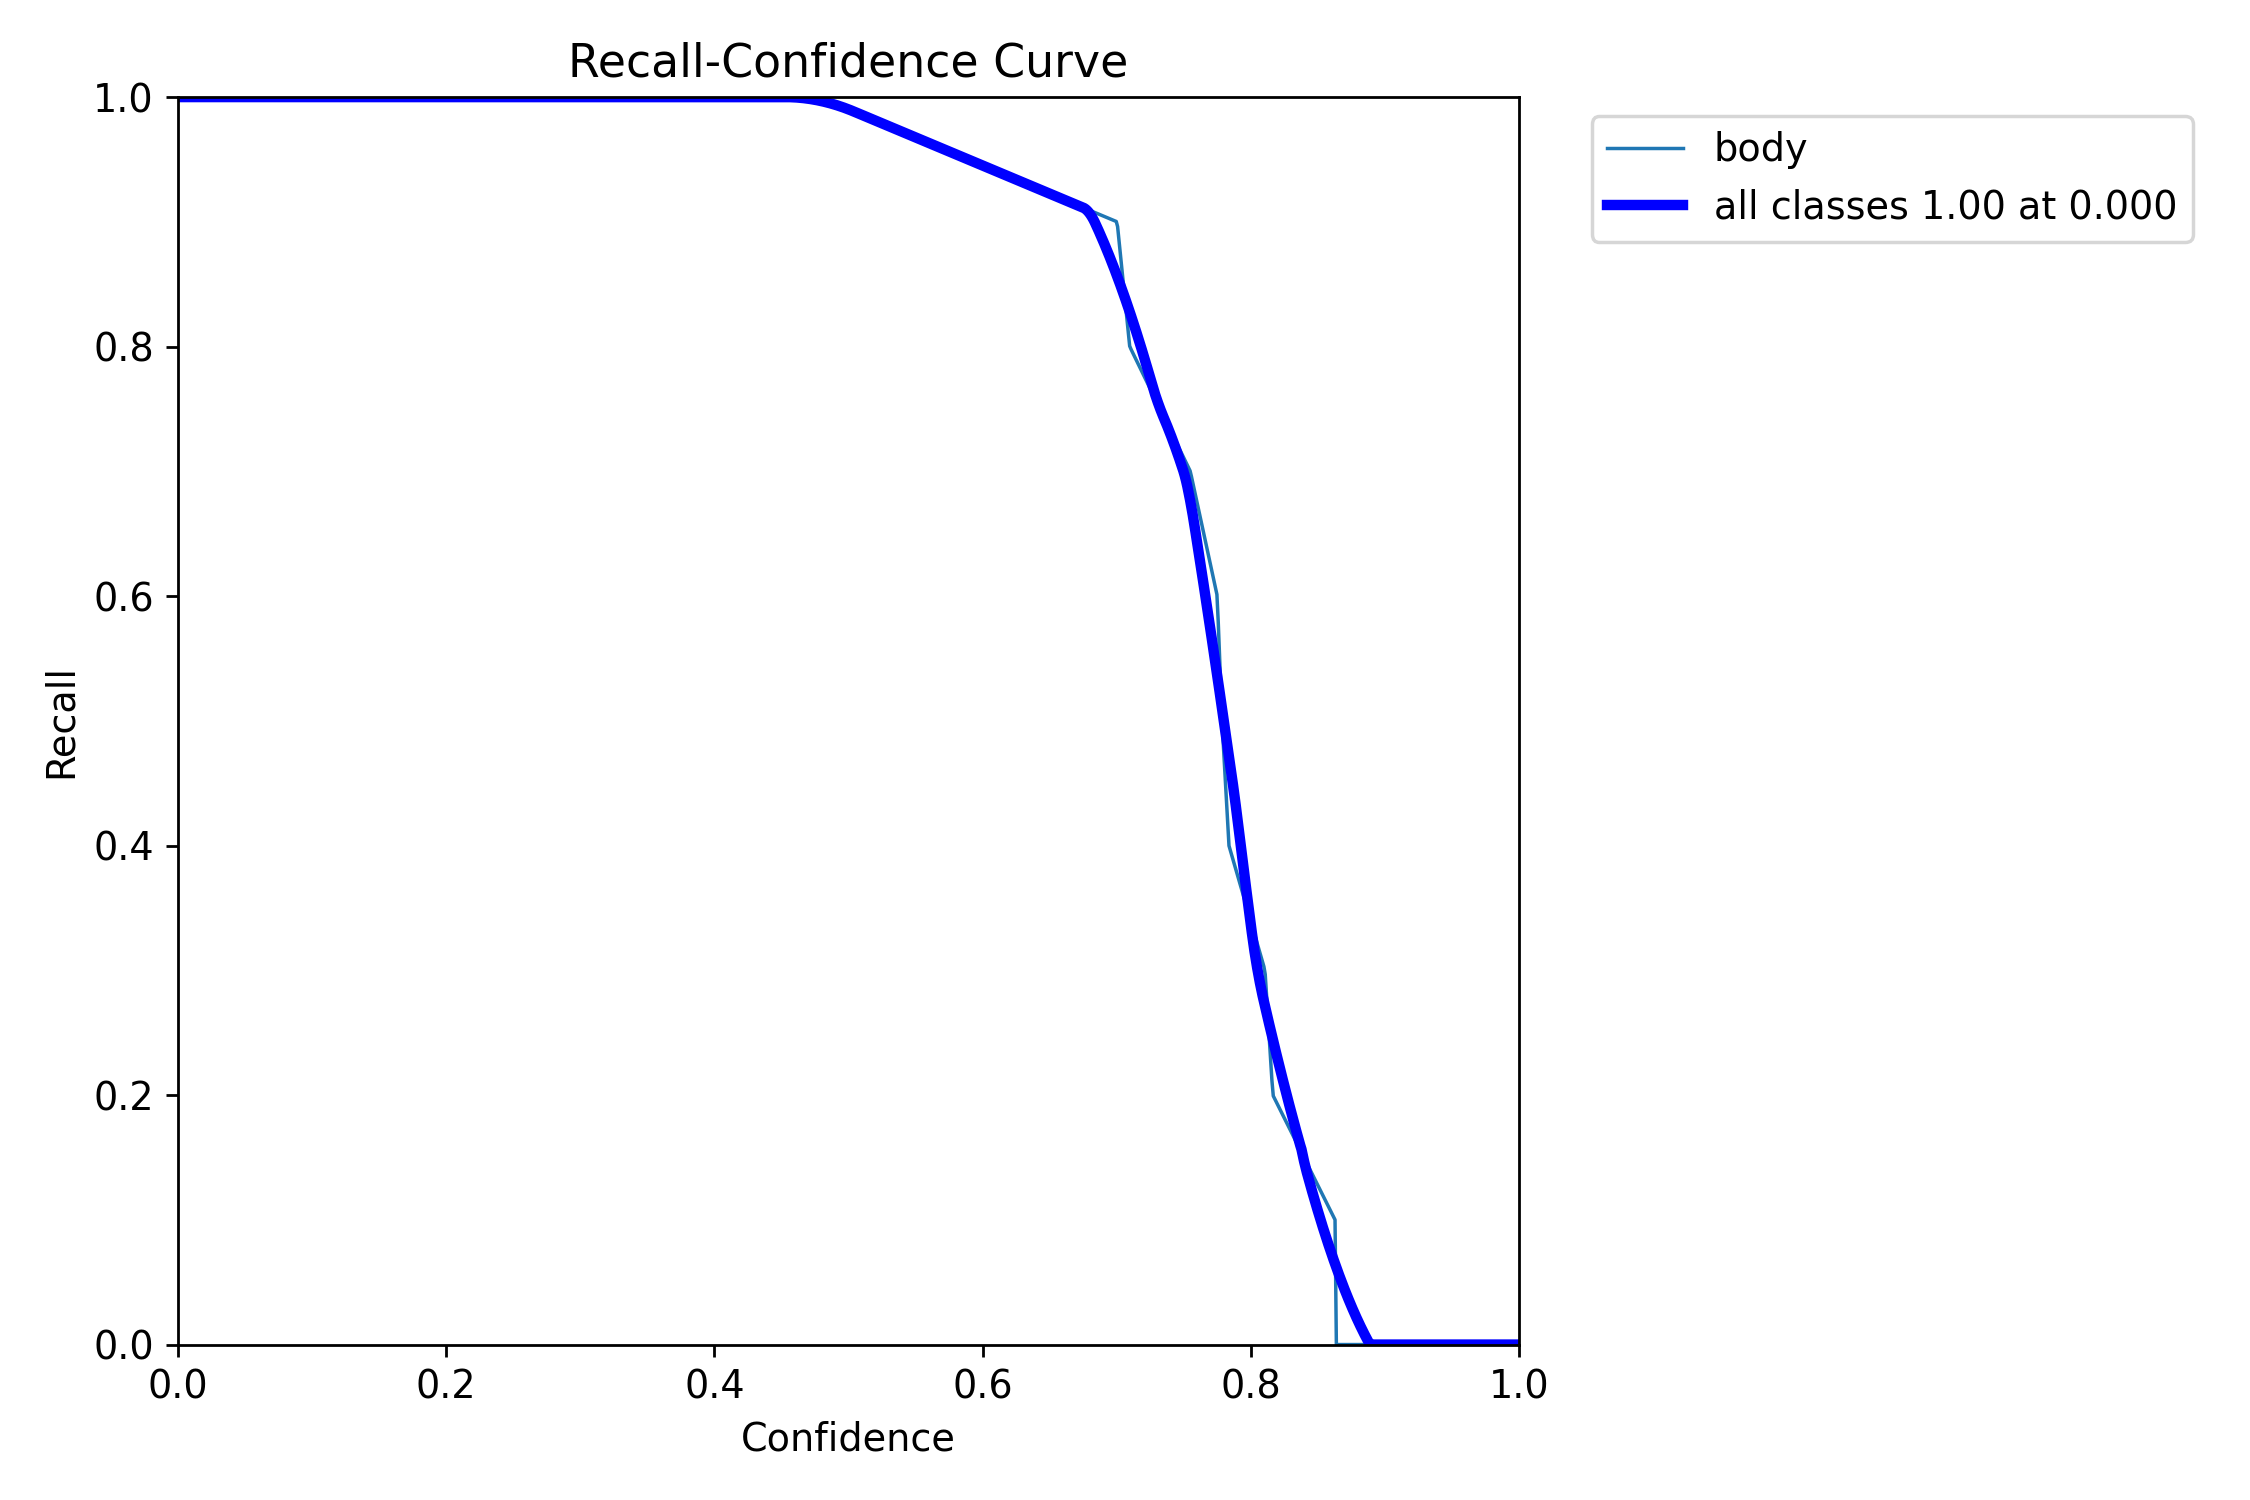 Recall-Confidence Curve
1.0
0.8
0.6
0.4
0.2
0.0
Recall
0.0 0.2 0.4 0.6 0.8 1.0
Confidence
body
all classes 1.00 at 0.000